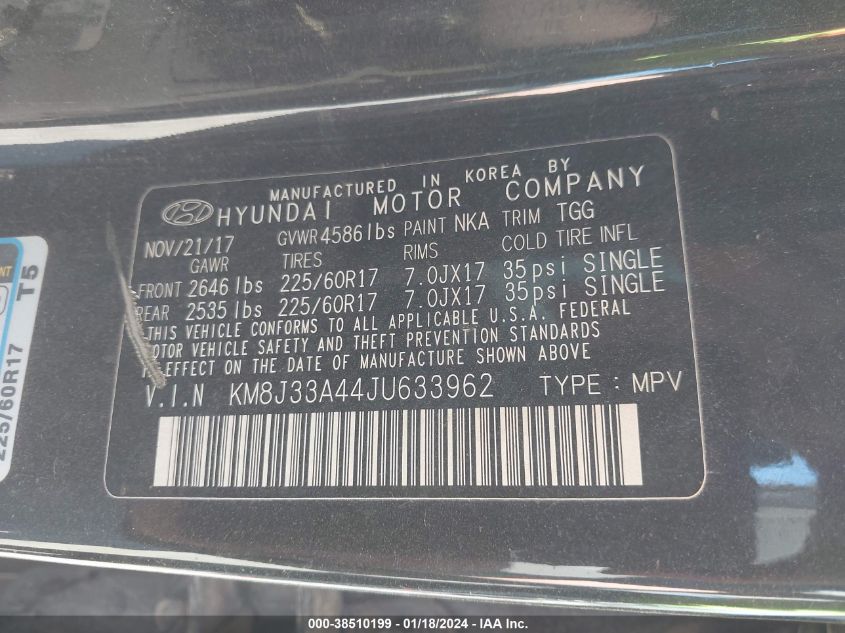 MANUFACTURED IN KOREA BY
HYUNDAI MOTOR COMPANY
NOV/21/17 GVWR 4586 lbs PAINT NKA TRIM TGG
GAWR TIRES RIMS COLD TIRE INFL
FRONT 2646 lbs 225/60R17 7.0JX17 35psi SINGLE
REAR 2535 lbs 225/60R17 7.0JX17 35psi SINGLE
THIS VEHICLE CONFORMS TO ALL APPLICABLE U.S.A. FEDERAL
MOTOR VEHICLE SAFETY AND THEFT PREVENTION STANDARDS
IN EFFECT ON THE DATE OF MANUFACTURE SHOWN ABOVE
V.I.N KM8J33A44JU633962 TYPE : MPV
225/60R17 T5
000-38510199 - 01/18/2024 - IAA, Inc.